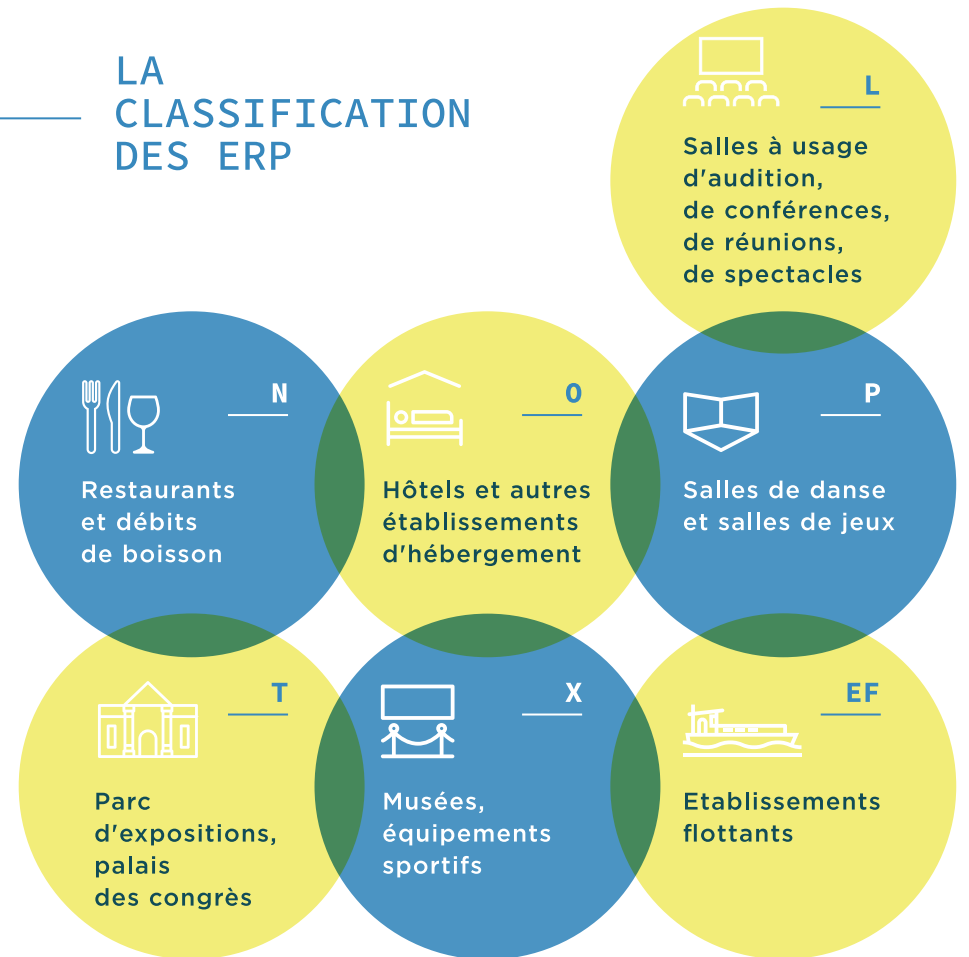 LA
CLASSIFICATION
DES ERP
L
Salles à usage
d'audition,
de conférences,
de réunions,
de spectacles
N
Restaurants
et débits
de boisson
O
Hôtels et autres
établissements
d'hébergement
P
Salles de danse
et salles de jeux
T
Parc
d'expositions,
palais
des congrès
X
Musées,
équipements
sportifs
EF
Etablissements
flottants